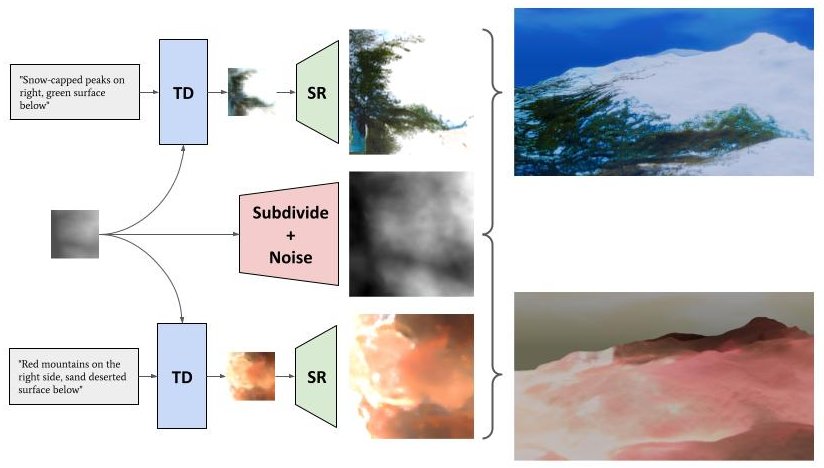 "Snow-capped peaks on
right, green surface
below"
TD
SR
Subdivide
+
Noise
"Red mountains on the
right side, sand deserted
surface below"
TD
SR